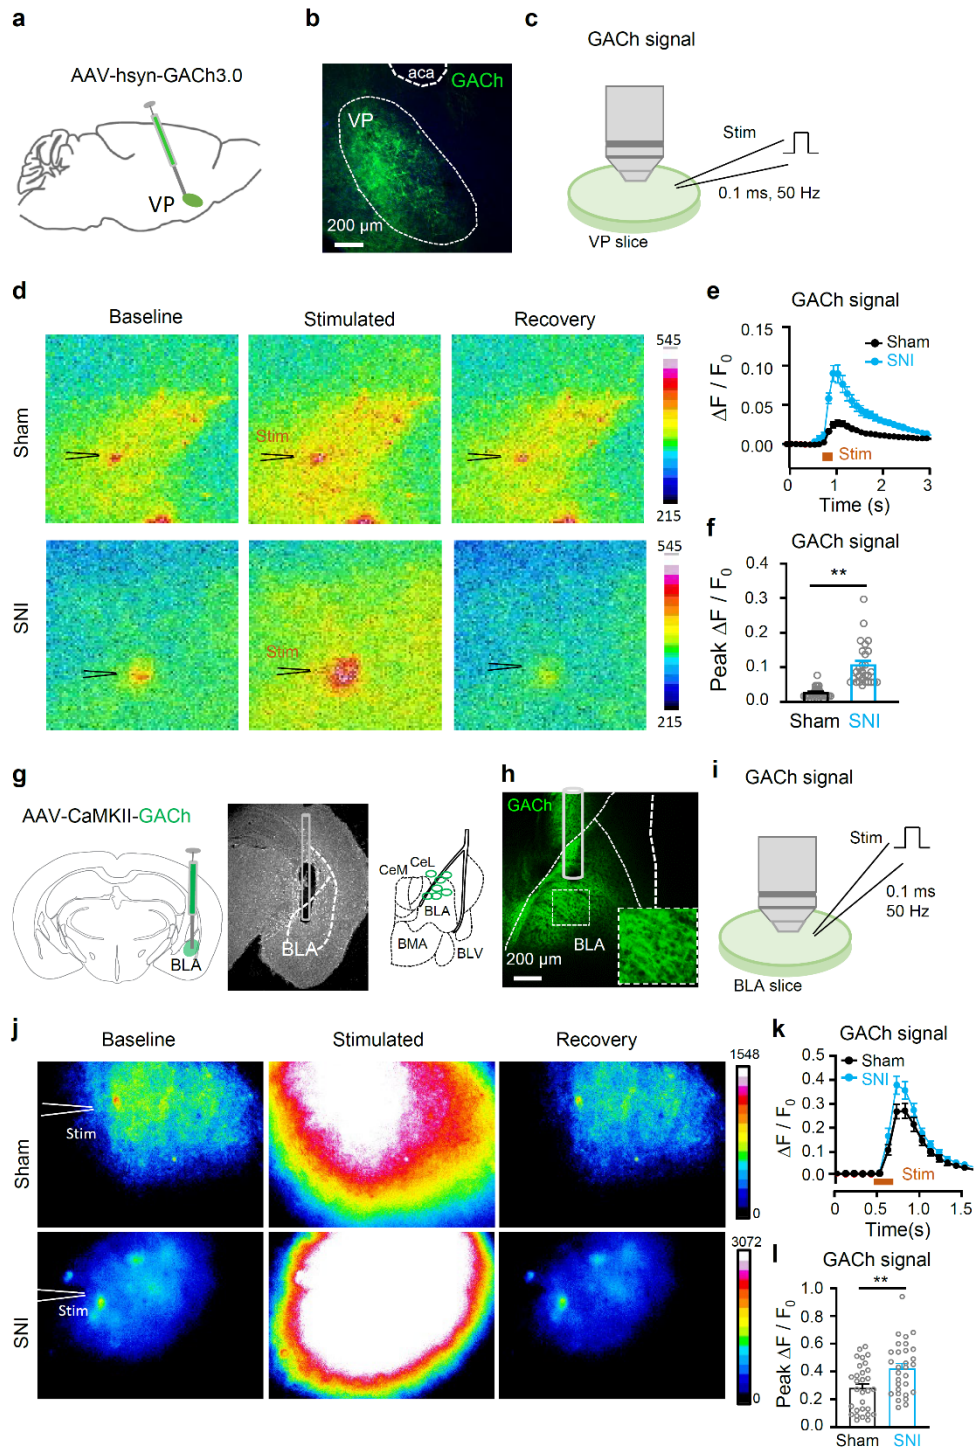 a
AAV-hsyn-GACh3.0
VP
b
aca
GACh
VP
200 µm
c
GACh signal
Stim
0.1 ms, 50 Hz
VP slice
d
Baseline
Stimulated
Recovery
Sham
Stim
545
215
SNI
Stim
545
215
e
GACh signal
ΔF / F0
0.15
0.10
0.05
0.00
Sham
SNI
Stim
0
1
2
3
Time (s)
f
GACh signal
Peak ΔF / F0
0.4
0.3
0.2
0.1
0.0
**
Sham
SNI
g
AAV-CaMKII-GACh
BLA
BLA
CeM
CeL
BLA
BMA
BLV
h
GACh
BLA
200 µm
i
GACh signal
Stim
0.1 ms
50 Hz
BLA slice
j
Baseline
Stimulated
Recovery
Sham
Stim
1548
0
SNI
Stim
3072
0
k
GACh signal
ΔF / F0
0.5
0.4
0.3
0.2
0.1
0.0
Sham
SNI
Stim
0
0.5
1.0
1.5
Time(s)
l
GACh signal
Peak ΔF / F0
1.0
0.8
0.6
0.4
0.2
0.0
**
Sham
SNI